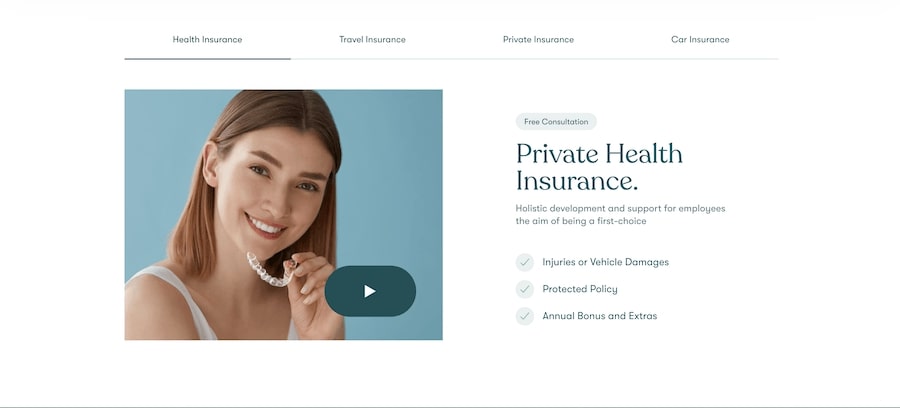 Health Insurance
Travel Insurance
Private Insurance
Car Insurance
Free Consultation
Private Health
Insurance.
Holistic development and support for employees
the aim of being a first-choice
Injuries or Vehicle Damages
Protected Policy
Annual Bonus and Extras